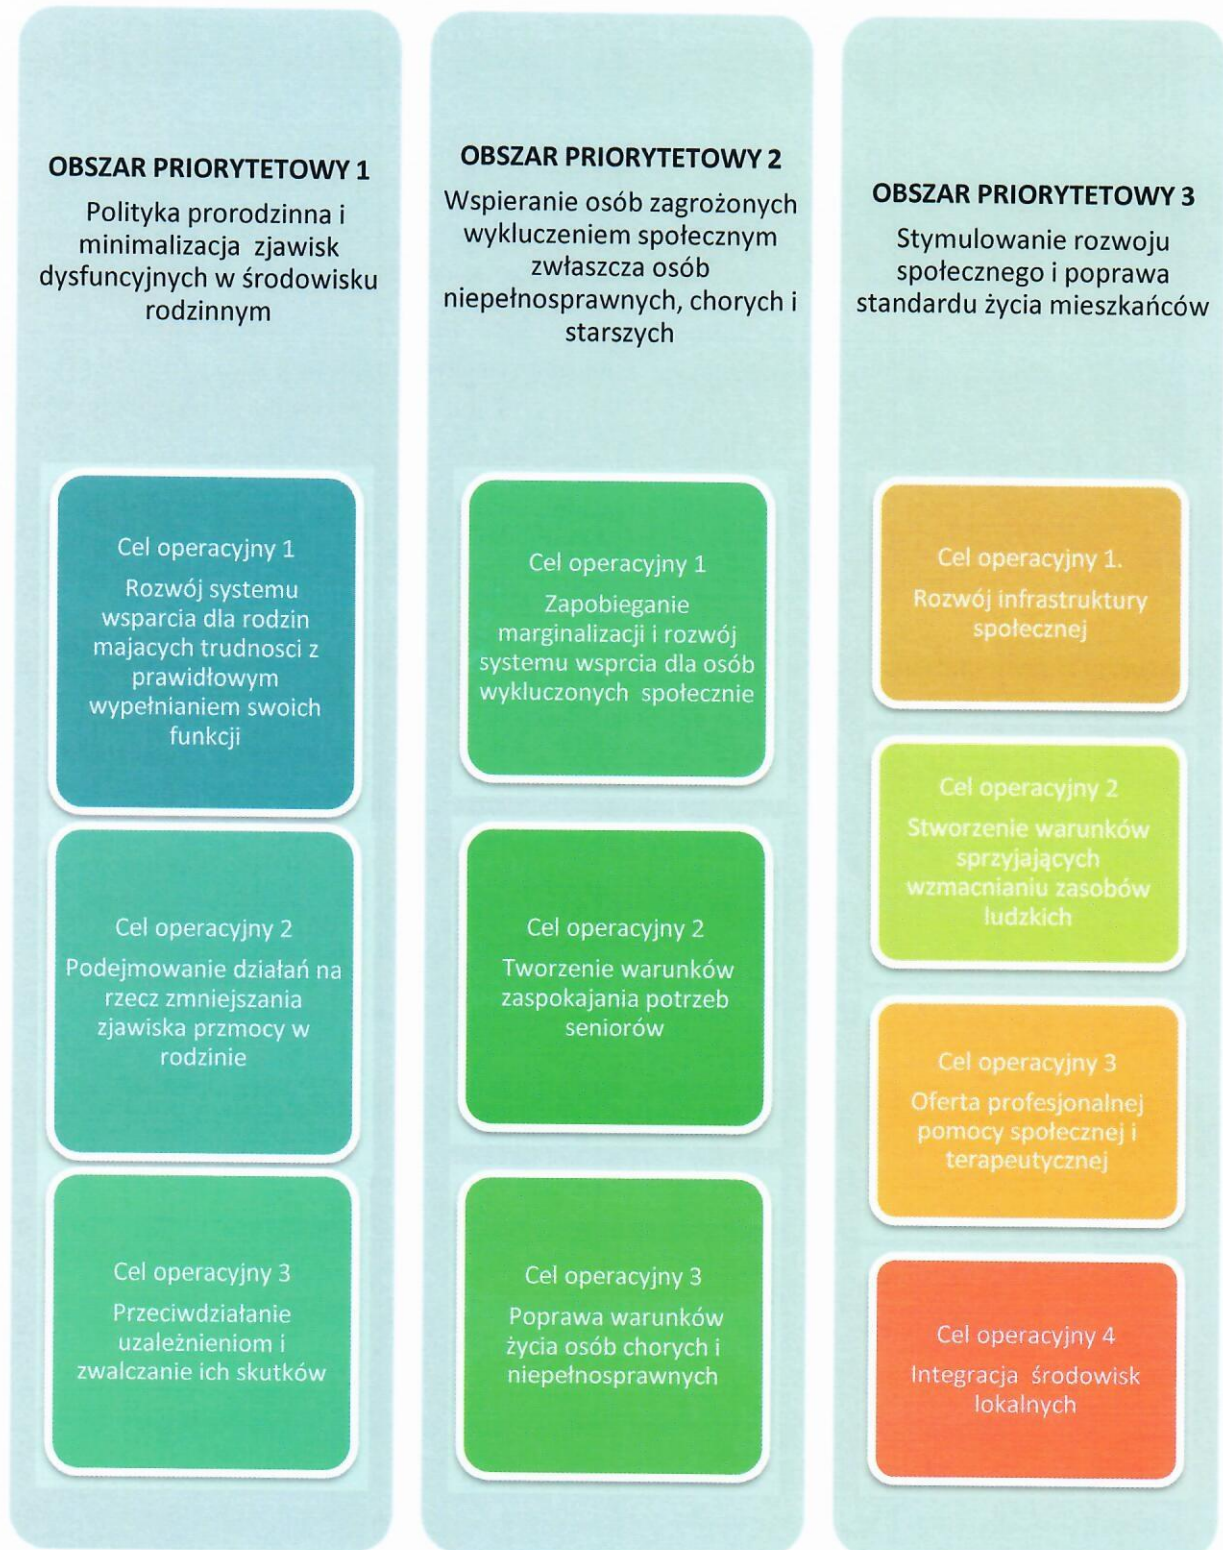 OBSZAR PRIORYTETOWY 1
Polityka prorodzinna i
minimalizacja zjawisk
dysfuncyjnych w środowisku
rodzinnym
Cel operacyjny 1
Rozwój systemu
wsparcia dla rodzin
majacych trudnosci z
prawidłowym
wypełnianiem swoich
funkcji
Cel operacyjny 2
Podejmowanie działań na
rzecz zmniejszania
zjawiska przmocy w
rodzinie
Cel operacyjny 3
Przeciwdziałanie
uzależnieniom i
zwalczanie ich skutków
OBSZAR PRIORYTETOWY 2
Wspieranie osób zagrożonych
wykluczeniem społecznym
zwłaszcza osób
niepełnosprawnych, chorych i
starszych
Cel operacyjny 1
Zapobieganie
marginalizacji i rozwój
systemu wsprcia dla osób
wykluczonych społecznie
Cel operacyjny 2
Tworzenie warunków
zaspokajania potrzeb
seniorów
Cel operacyjny 3
Poprawa warunków
życia osób chorych i
niepełnosprawnych
OBSZAR PRIORYTETOWY 3
Stymulowanie rozwoju
społecznego i poprawa
standardu życia mieszkańców
Cel operacyjny 1.
Rozwój infrastruktury
społecznej
Cel operacyjny 2
Stworzenie warunków
sprzyjających
wzmacnianiu zasobów
ludzkich
Cel operacyjny 3
Oferta profesjonalnej
pomocy społecznej i
terapeutycznej
Cel operacyjny 4
Integracja środowisk
lokalnych